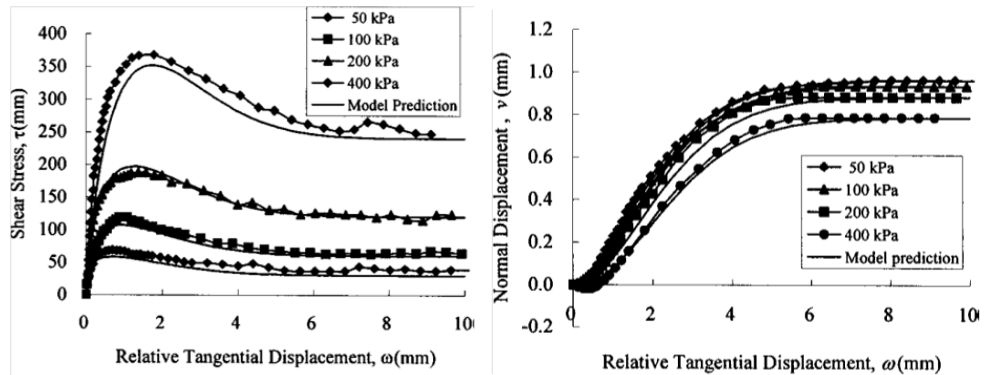 400
350
300
250
200
150
100
50
0
0 2 4 6 8 10
Shear Stress, τ(mm)
Relative Tangential Displacement, ω(mm)
50 kPa
100 kPa
200 kPa
400 kPa
Model Prediction
1.2
1.0
0.8
0.6
0.4
0.2
0.0
-0.2
0 2 4 6 8 10
Normal Displacement , v(mm)
50 kPa
100 kPa
200 kPa
400 kPa
Model prediction
Relative Tangential Displacement, ω(mm)